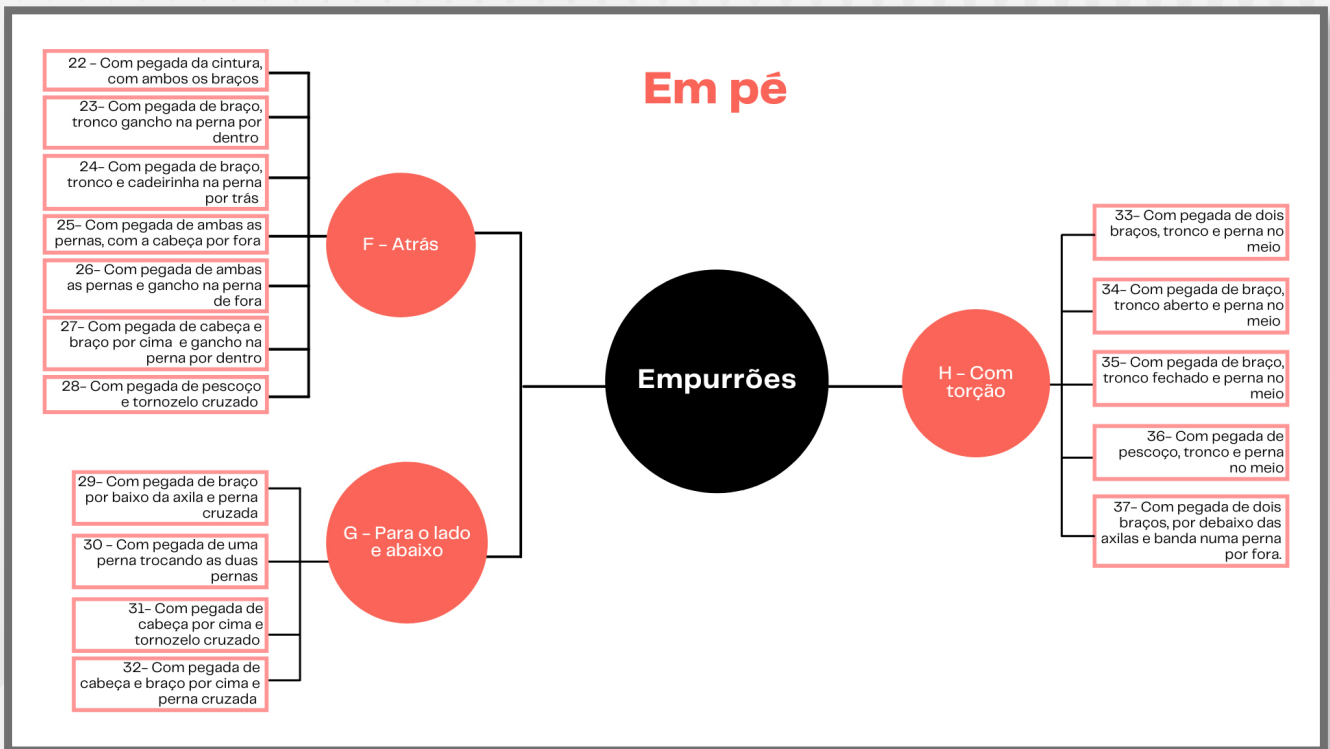 Em pé
22 - Com pegada da cintura,
com ambos os braços
23- Com pegada de braço,
tronco gancho na perna por
dentro
24- Com pegada de braço,
tronco e cadeirinha na perna
por trás
25- Com pegada de ambas as
pernas, com a cabeça por fora
26- Com pegada de ambas
as pernas e gancho na perna
de fora
27- Com pegada de cabeça e
braço por cima e gancho na
perna por dentro
28- Com pegada de pescoço
e tornozelo cruzado
F - Atrás
29- Com pegada de braço
por baixo da axila e perna
cruzada
30 - Com pegada de uma
perna trocando as duas
pernas
31- Com pegada de
cabeça por cima e
tornozelo cruzado
32- Com pegada de
cabeça e braço por cima e
perna cruzada
G - Para o lado
e abaixo
Empurrões
H - Com
torção
33- Com pegada de dois
braços, tronco e perna no
meio
34- Com pegada de braço,
tronco aberto e perna no
meio
35- Com pegada de braço,
tronco fechado e perna no
meio
36- Com pegada de
pescoço, tronco e perna
no meio
37- Com pegada de dois
braços, por debaixo das
axilas e banda numa perna
por fora.